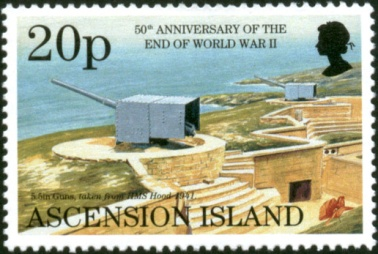 20p
50th ANNIVERSARY OF THE
END OF WORLD WAR II
5.5in Guns, taken from HMS Hood 1941
ASCENSION ISLAND